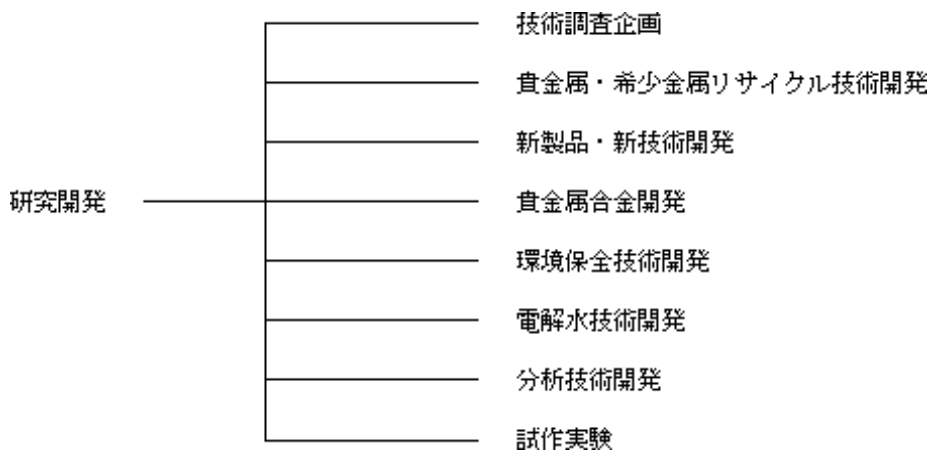 技術調査企画
貴金属・希少金属リサイクル技術開発
新製品・新技術開発
研究開発
貴金属合金開発
環境保全技術開発
電解水技術開発
分析技術開発
試作実験